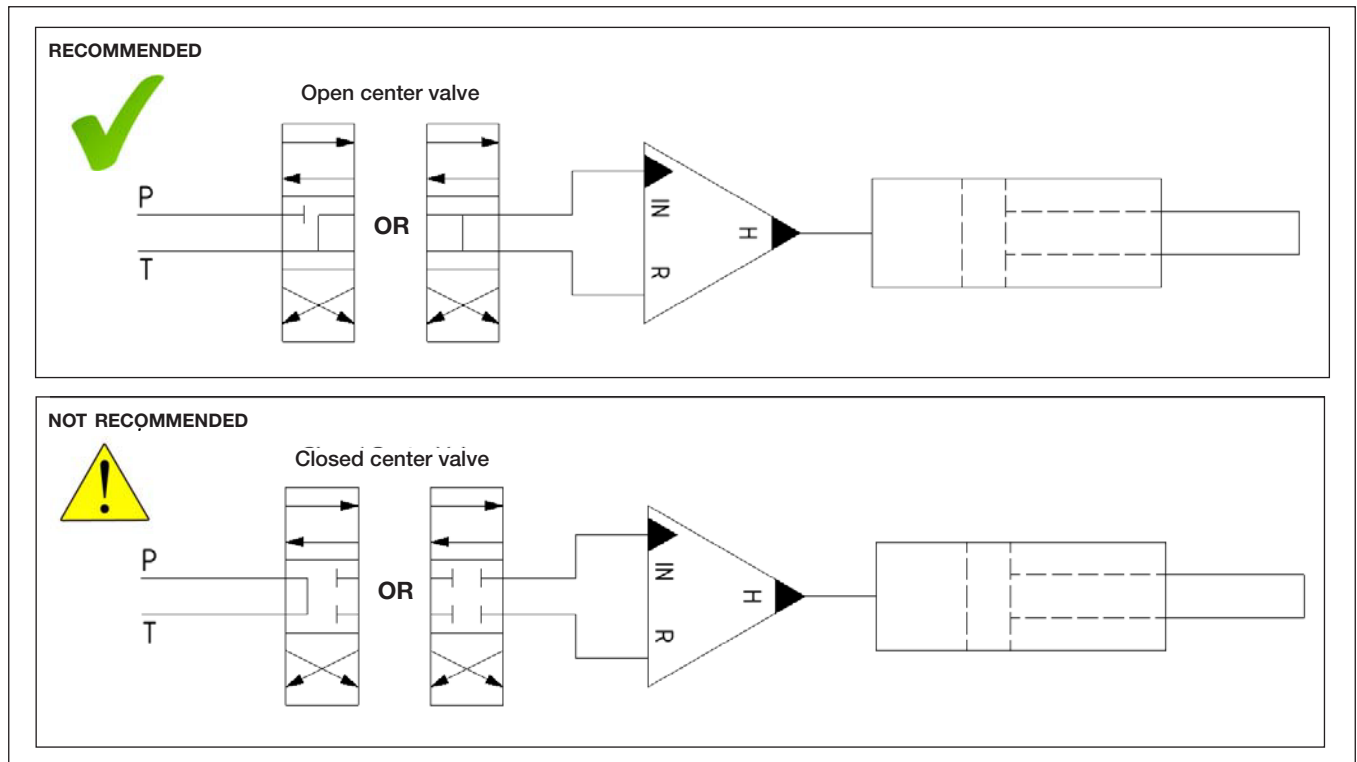 RECOMMENDED
Open center valve
P
T
OR
IN
R
H
NOT RECOMMENDED
Closed center valve
P
T
OR
IN
R
H